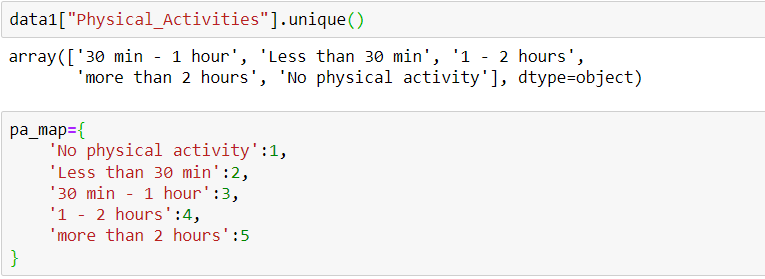 data1["Physical_Activities"].unique()
array(['30 min - 1 hour', 'Less than 30 min', '1 - 2 hours',
       'more than 2 hours', 'No physical activity'], dtype=object)
pa_map={
    'No physical activity':1,
    'Less than 30 min':2,
    '30 min - 1 hour':3,
    '1 - 2 hours':4,
    'more than 2 hours':5
}